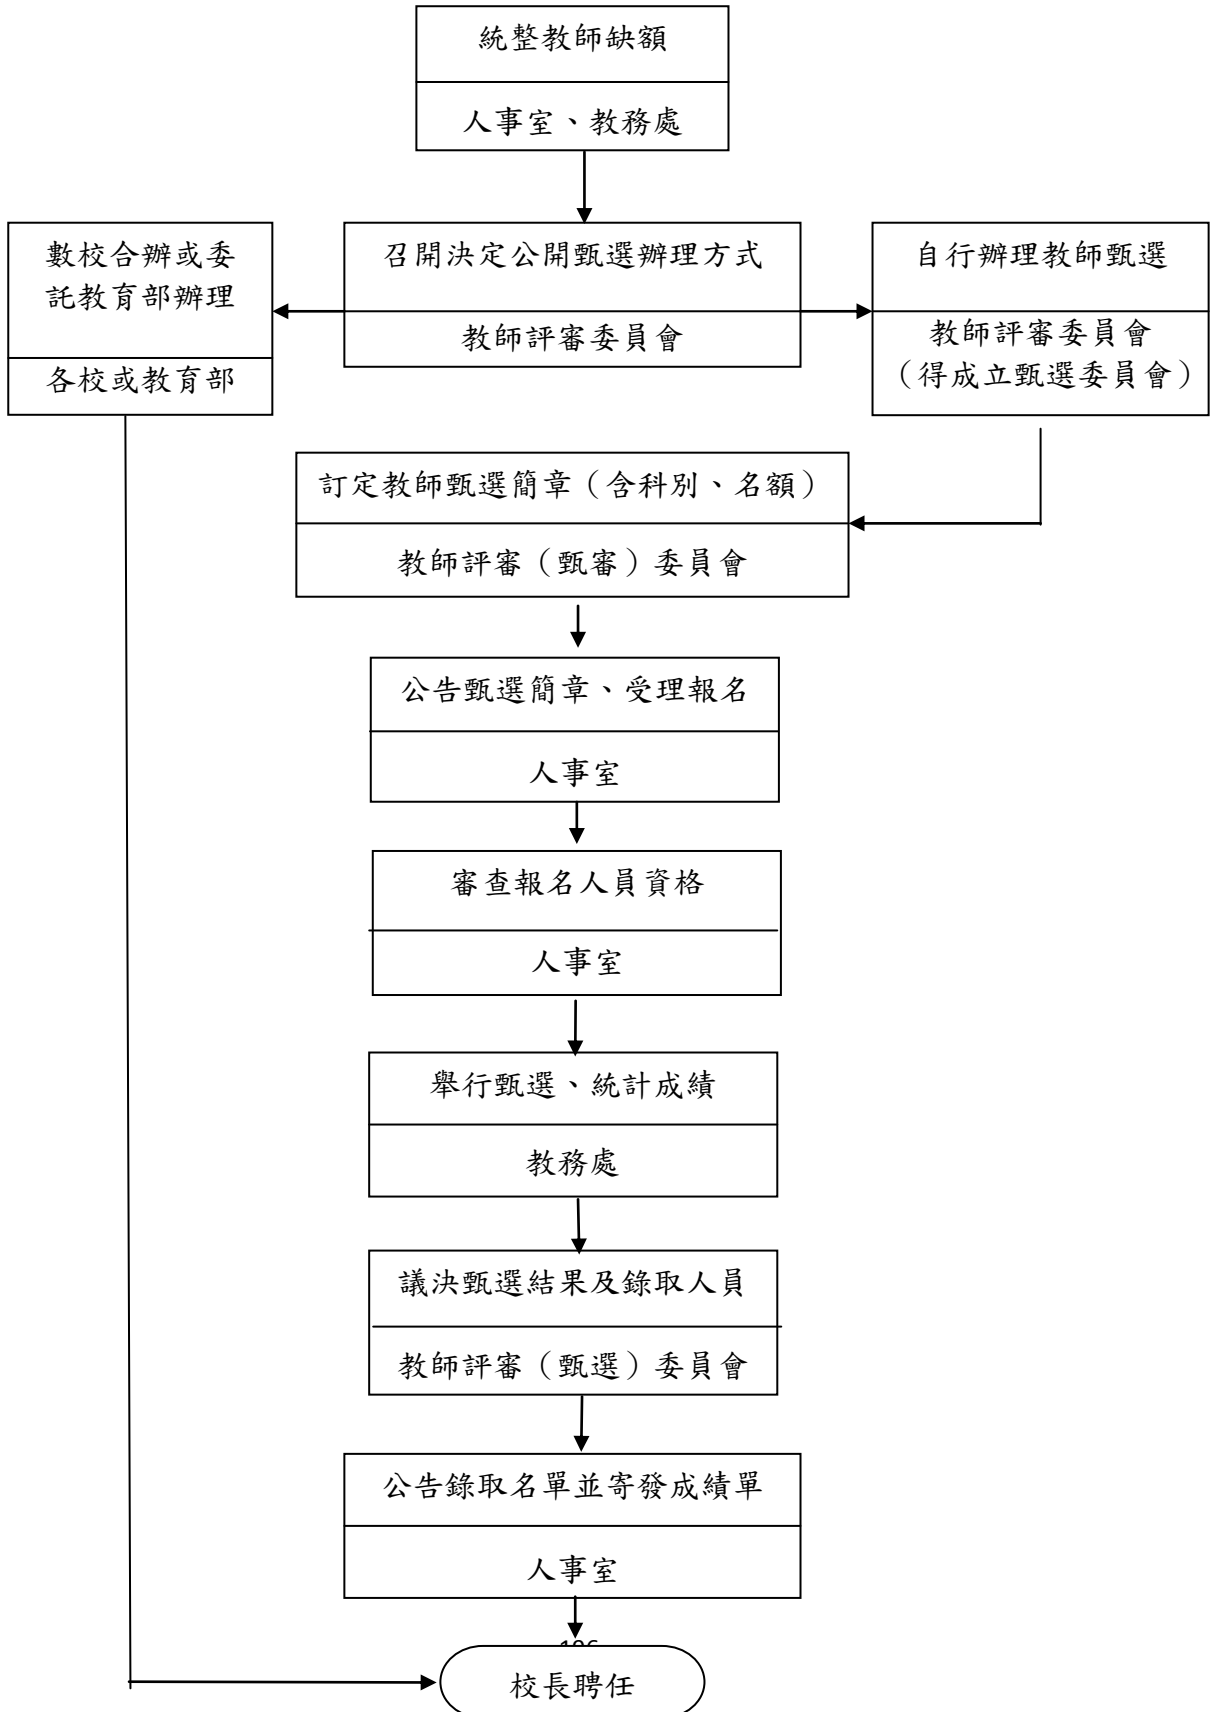 統整教師缺額
人事室、教務處
數校合辦或委
託教育部辦理
各校或教育部
召開決定公開甄選辦理方式
教師評審委員會
自行辦理教師甄選
教師評審委員會
（得成立甄選委員會）
訂定教師甄選簡章（含科別、名額）
教師評審（甄審）委員會
公告甄選簡章、受理報名
人事室
審查報名人員資格
人事室
舉行甄選、統計成績
教務處
議決甄選結果及錄取人員
教師評審（甄選）委員會
公告錄取名單並寄發成績單
人事室
校長聘任